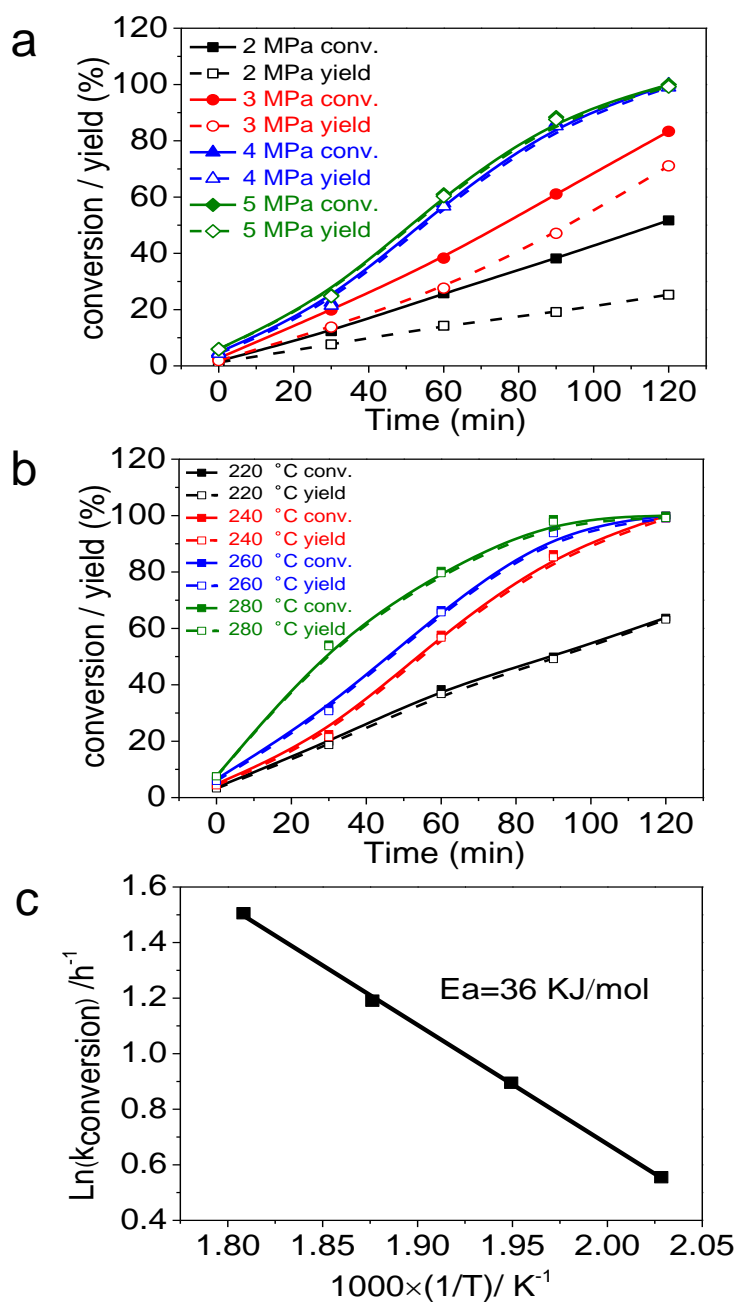 a
conversion / yield (%)
120
100
80
60
40
20
0
2 MPa conv.
2 MPa yield
3 MPa conv.
3 MPa yield
4 MPa conv.
4 MPa yield
5 MPa conv.
5 MPa yield
0 20 40 60 80 100 120
Time (min)
b
conversion / yield (%)
120
100
80
60
40
20
0
220 °C conv.
220 °C yield
240 °C conv.
240 °C yield
260 °C conv.
260 °C yield
280 °C conv.
280 °C yield
0 20 40 60 80 100 120
Time (min)
c
Ln(kconversion) /h⁻¹
1.6
1.4
1.2
1.0
0.8
0.6
0.4
Ea=36 KJ/mol
1.80 1.85 1.90 1.95 2.00 2.05
1000×(1/T)/ K⁻¹